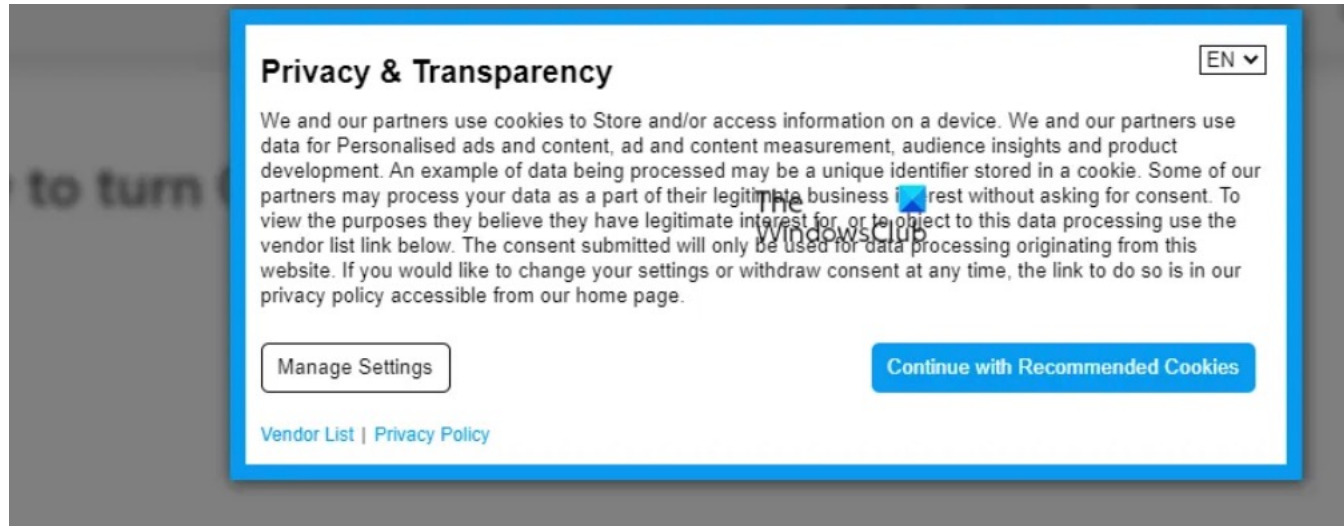 Privacy & Transparency
EN
We and our partners use cookies to Store and/or access information on a device. We and our partners use
data for Personalised ads and content, ad and content measurement, audience insights and product
development. An example of data being processed may be a unique identifier stored in a cookie. Some of our
partners may process your data as a part of their legitimate business interest without asking for consent. To
view the purposes they believe they have legitimate interest for, or to object to this data processing use the
vendor list link below. The consent submitted will only be used for data processing originating from this
website. If you would like to change your settings or withdraw consent at any time, the link to do so is in our
privacy policy accessible from our home page.
The
WindowsClub
to turn
Manage Settings
Continue with Recommended Cookies
Vendor List | Privacy Policy